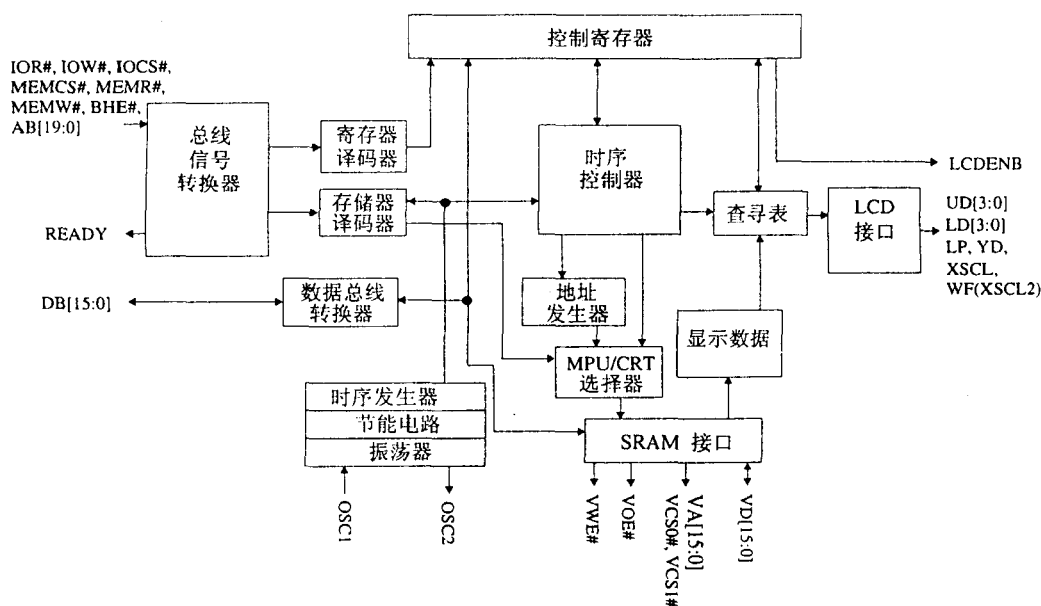 控制寄存器
IOR#, IOW#, IOCS#,
MEMCS#, MEMR#,
MEMW#, BHE#,
AB[19:0]
总线
信号
转换器
寄存器
译码器
时序
控制器
LCDENB
存储器
译码器
查寻表
LCD
接口
UD[3:0]
LD[3:0]
LP, YD,
XSCL,
WF(XSCL2)
READY
DB[15:0]
数据总线
转换器
地址
发生器
显示数据
MPU/CRT
选择器
时序发生器
节能电路
振荡器
SRAM 接口
OSC1
OSC2
VWE#
VOE#
VA[15:0]
VCS0#, VCS1#
VD[15:0]